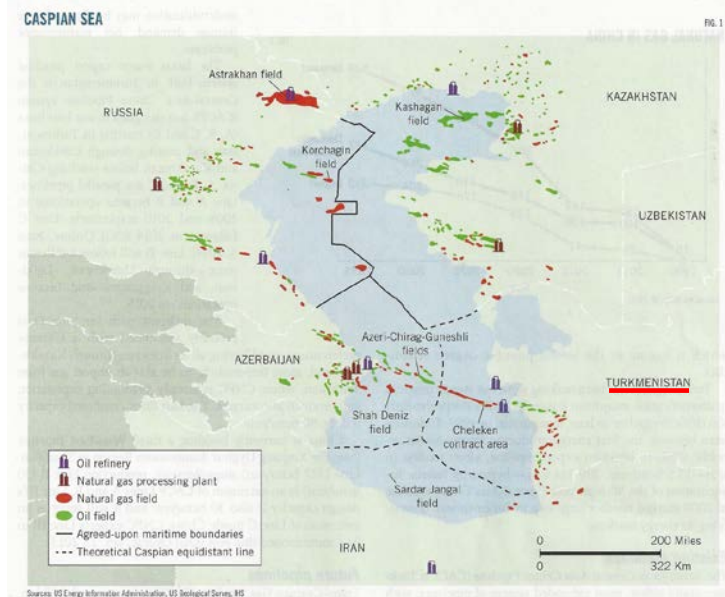 CASPIAN SEA
FIG. 1
Astrakhan field
RUSSIA
Kashagan
field
KAZAKHSTAN
Korchagin
field
UZBEKISTAN
Azeri-Chirag-Guneshli
fields
AZERBAIJAN
TURKMENISTAN
Shah Deniz
field
Cheleken
contract area
Sardar Jangal
field
Oil refinery
Natural gas processing plant
Natural gas field
Oil field
Agreed-upon maritime boundaries
Theoretical Caspian equidistant line
IRAN
0 200 Miles
0 322 Km
Sources: US Energy Information Administration, US Geological Survey, IHS